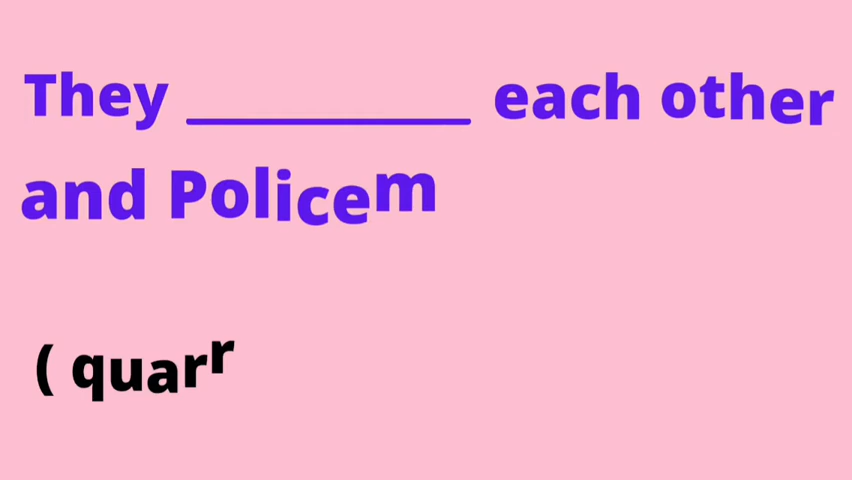 They __________ each other
and Policem
( quarr